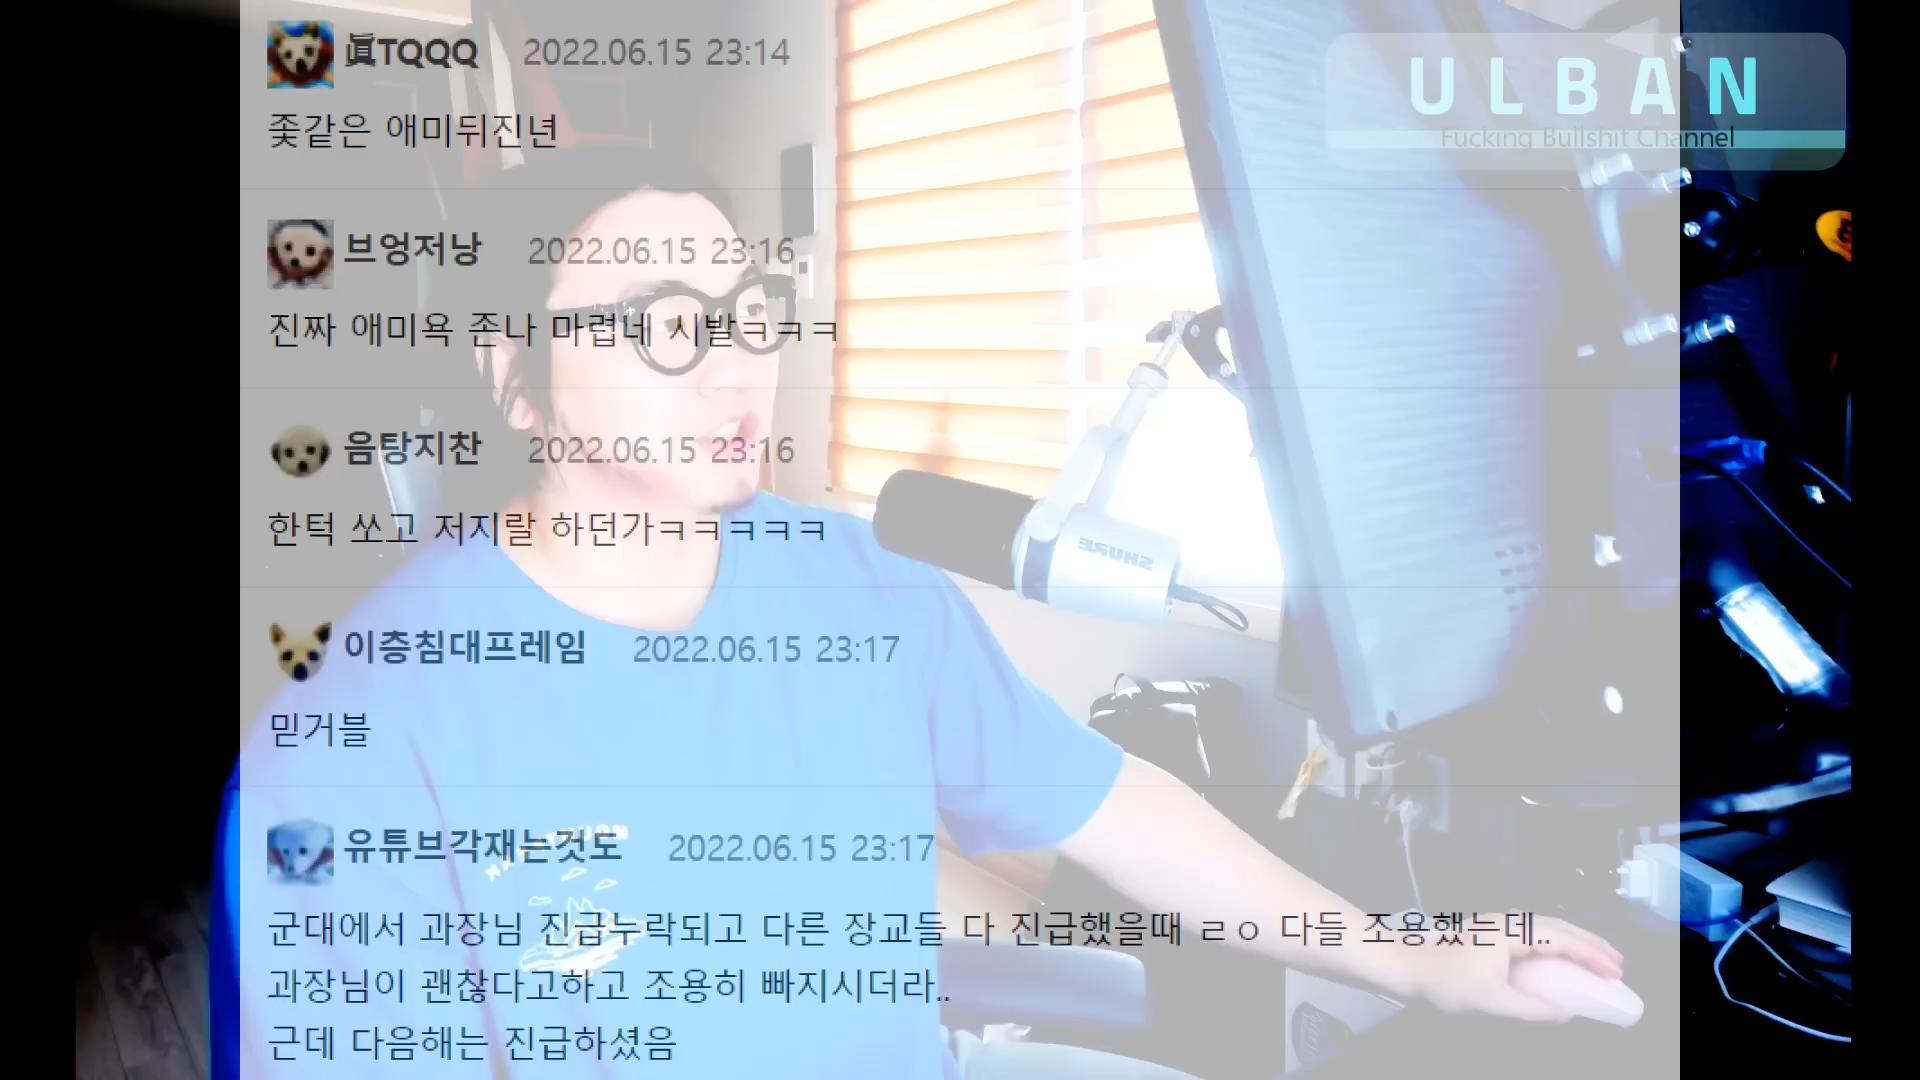 眞TQQQ 2022.06.15 23:14
좇같은 애미뒤진년
브엉저낭 2022.06.15 23:16
진짜 애미욕 존나 마렵네 시발ㅋㅋㅋ
음탕지찬 2022.06.15 23:16
한턱 쏘고 저지랄 하던가ㅋㅋㅋㅋㅋ
이층침대프레임 2022.06.15 23:17
믿거블
유튜브각재는것도 2022.06.15 23:17
군대에서 과장님 진급누락되고 다른 장교들 다 진급했을때 ㄹㅇ 다들 조용했는데..
과장님이 괜찮다고하고 조용히 빠지시더라..
근데 다음해는 진급하셨음
ULBAN
Fucking Bullshit Channel
SHURE